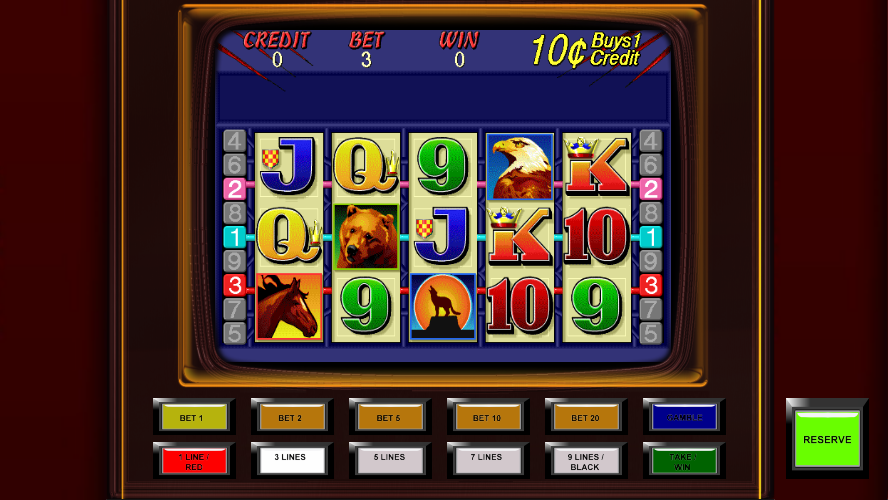 CREDIT BET WIN 10¢ Buys 1
0 3 0 Credit
4 J Q 9 K 4
6 6
2 2
8 8
1 Q J K 10 1
9 9
3 9 10 9 3
7 7
5 5
BET 1 BET 2 BET 5 BET 10 BET 20 GAMBLE
1 LINE / 3 LINES 5 LINES 7 LINES 9 LINES / TAKE /
RED BLACK WIN
RESERVE